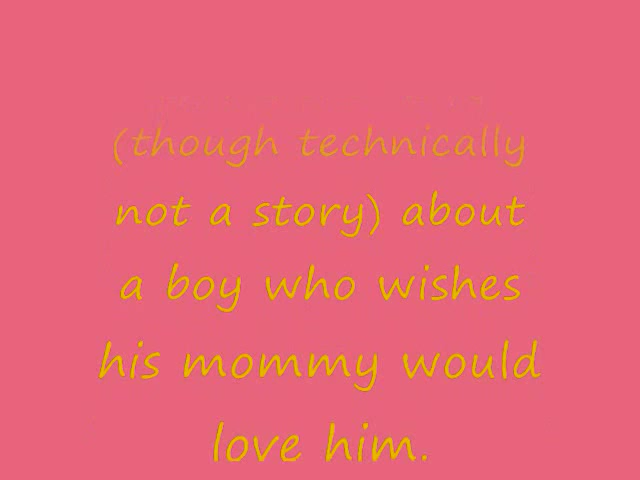 (though technically
not a story) about
a boy who wishes
his mommy would
love him.